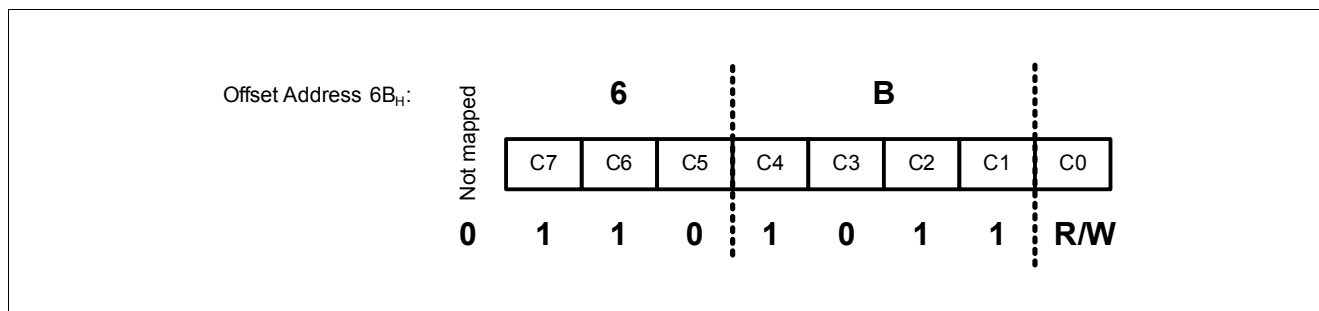 Offset Address 6BH: 6 B
Not mapped
C7 C6 C5 C4 C3 C2 C1 C0
0 1 1 0 1 0 1 1 R/W